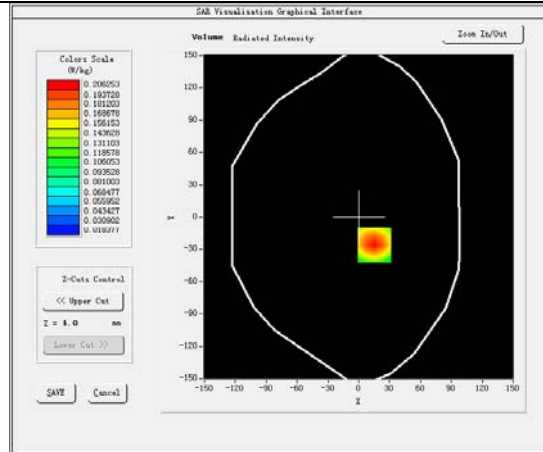 SAR Visualisation Graphical Interface
Volume Radiated Intensity
Zoom In/Out
Colors Scale
(W/kg)
0.206253
0.193728
0.181203
0.168678
0.156153
0.143628
0.131103
0.118578
0.106053
0.093528
0.081003
0.068477
0.055952
0.043427
0.030902
0.018377
150
120
90
60
30
0
-30
-60
-90
-120
-150
Y
-150 -120 -90 -60 -30 0 30 60 90 120 150
X
Z-Cuts Control
<< Upper Cut
Z = 4.0 mm
Lower Cut >>
SAVE Cancel